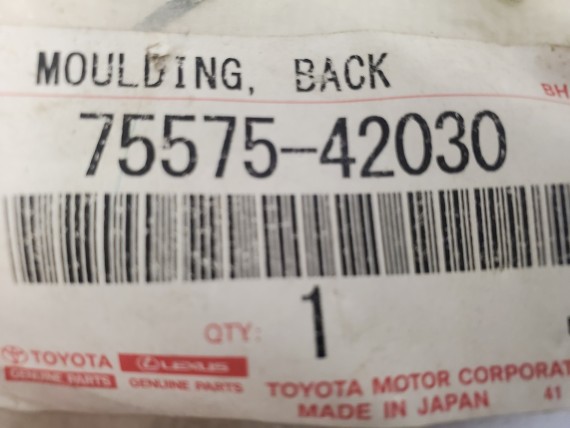 MOULDING, BACK
BH
75575-42030
QTY: 1
TOYOTA LEXUS
GENUINE PARTS GENUINE PARTS
TOYOTA MOTOR CORPORAT
MADE IN JAPAN 41